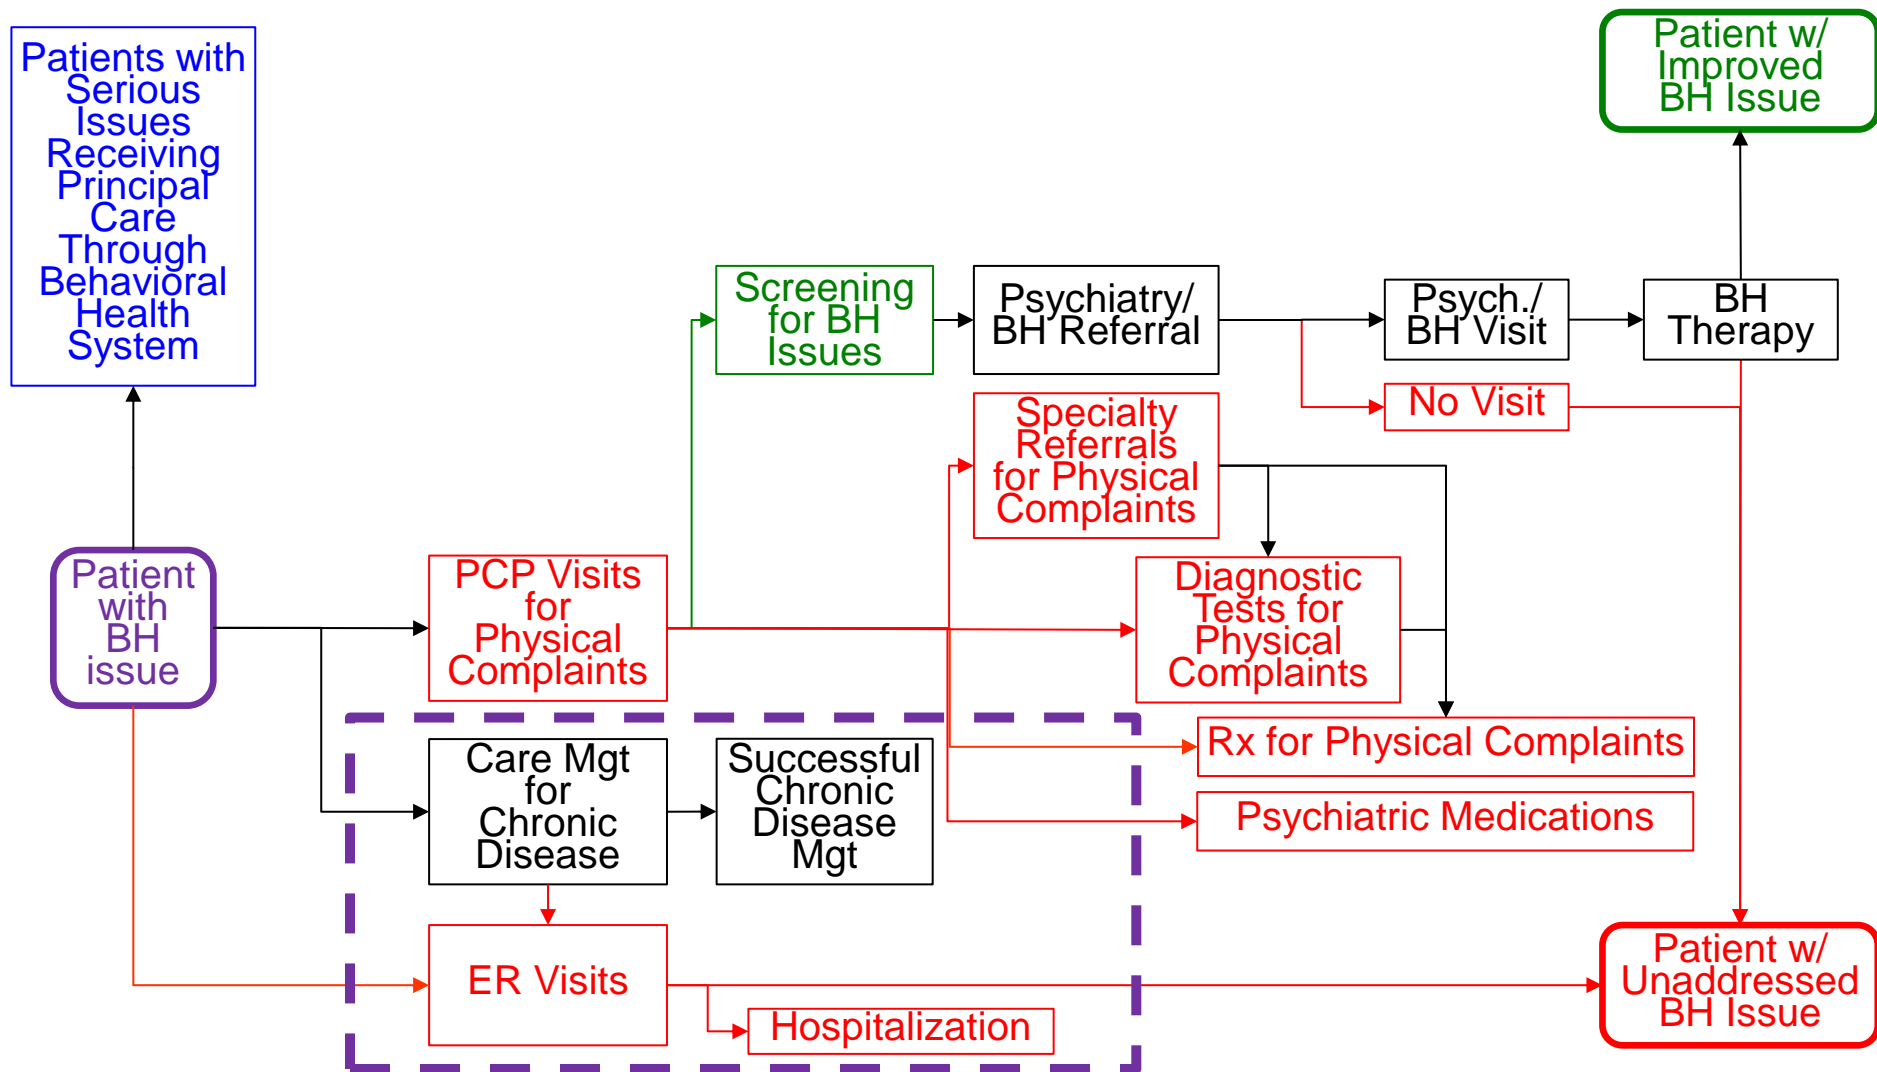 Patients with
Serious
Issues
Receiving
Principal
Care
Through
Behavioral
Health
System
Patient w/
Improved
BH Issue
Screening
for BH
Issues
Psychiatry/
BH Referral
Psych./
BH Visit
BH
Therapy
No Visit
Specialty
Referrals
for Physical
Complaints
Patient
with
BH
issue
PCP Visits
for
Physical
Complaints
Diagnostic
Tests for
Physical
Complaints
Rx for Physical Complaints
Care Mgt
for
Chronic
Disease
Successful
Chronic
Disease
Mgt
Psychiatric Medications
ER Visits
Hospitalization
Patient w/
Unaddressed
BH Issue